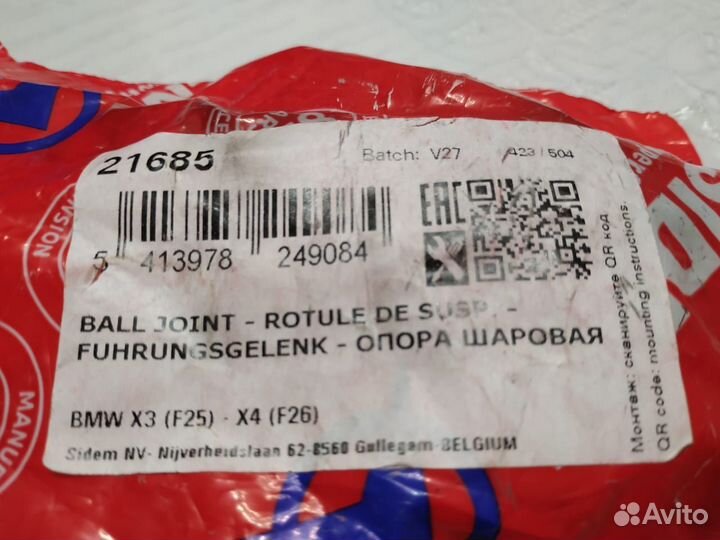 21685
Batch: V27 423 / 504
EAC
5 413978 249084
BALL JOINT - ROTULE DE SUSP. -
FUHRUNGSGELENK - ОПОРА ШАРОВАЯ
BMW X3 (F25) - X4 (F26)
Sidem NV- Nijverheidslaan 62-8560 Gullegem-BELGIUM
Монтаж: сканируйте QR код.
QR code: mounting instructions.
MANU
Avito